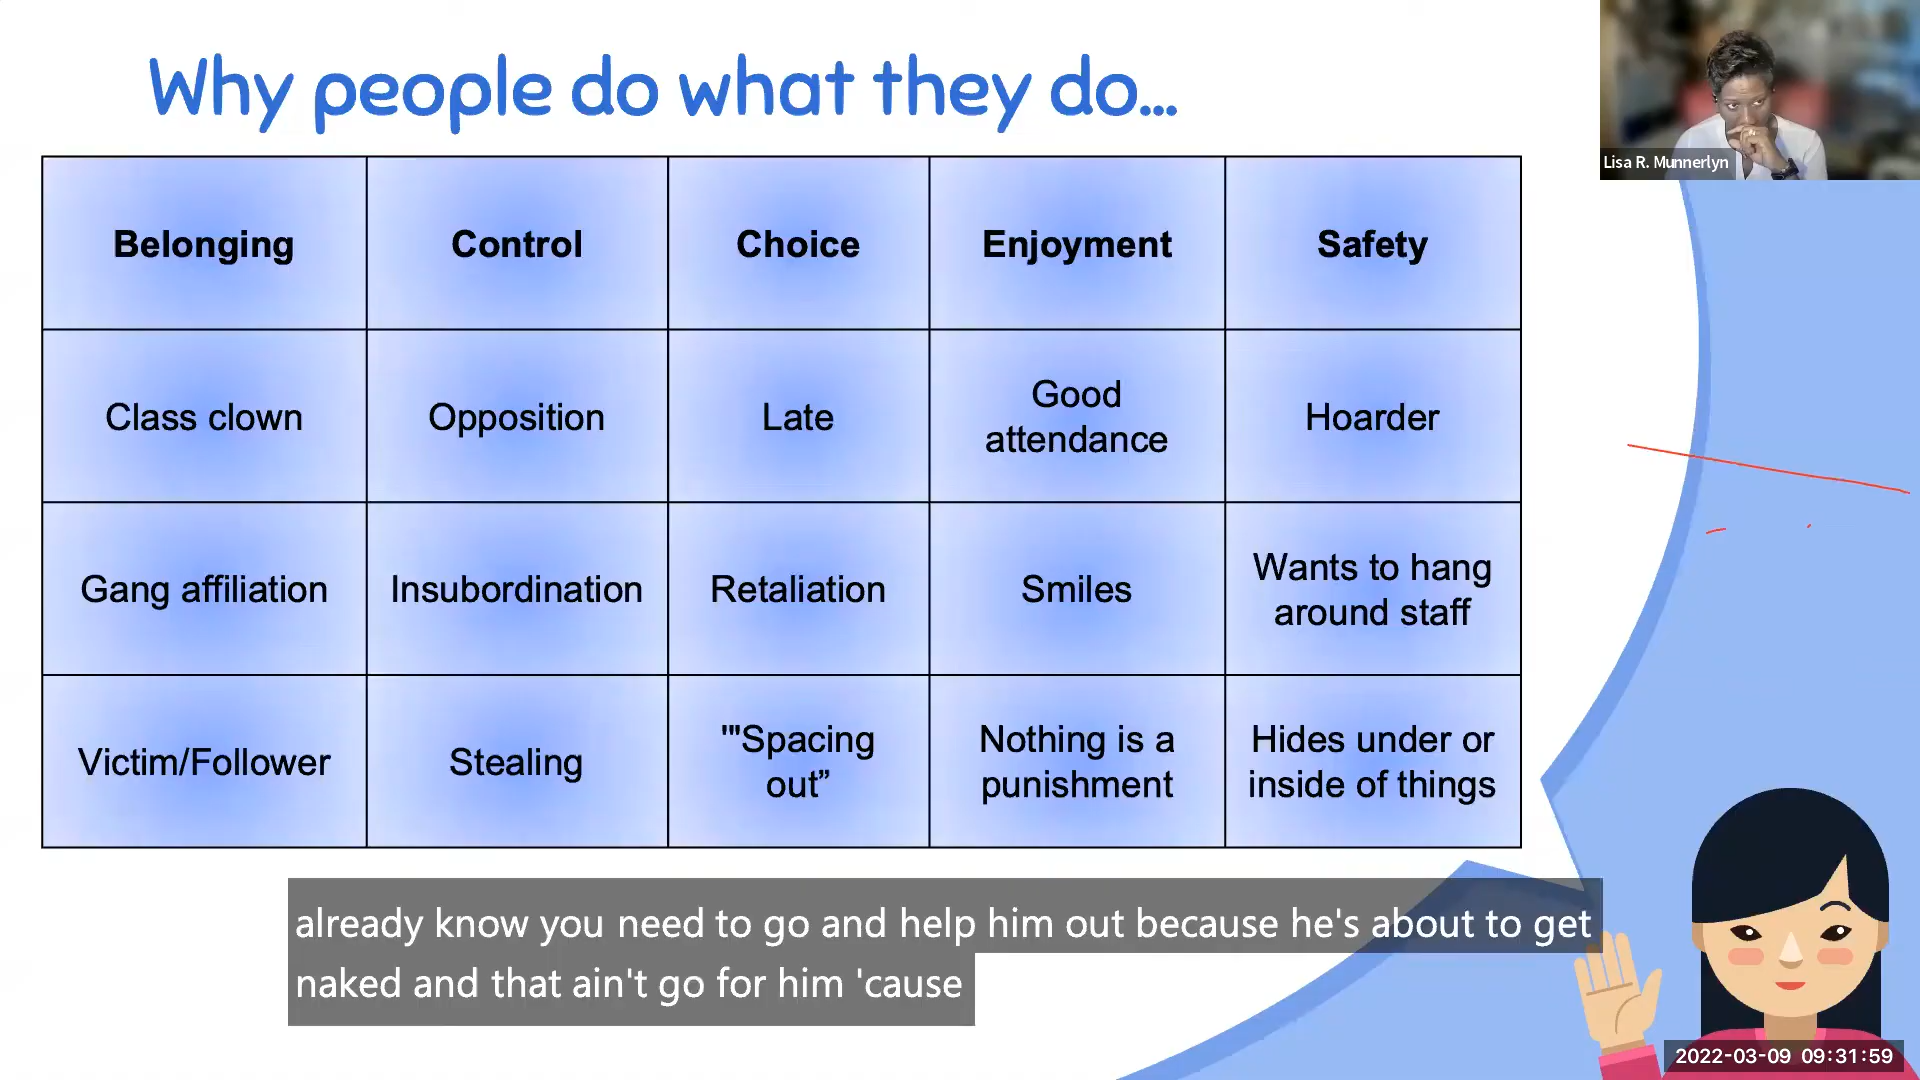 Why people do what they do...
Lisa R. Munnerlyn
Belonging
Control
Choice
Enjoyment
Safety
Class clown
Opposition
Late
Good
attendance
Hoarder
Gang affiliation
Insubordination
Retaliation
Smiles
Wants to hang
around staff
Victim/Follower
Stealing
'"Spacing
out”
Nothing is a
punishment
Hides under or
inside of things
already know you need to go and help him out because he's about to get
naked and that ain't go for him 'cause
2022-03-09 09:31:59